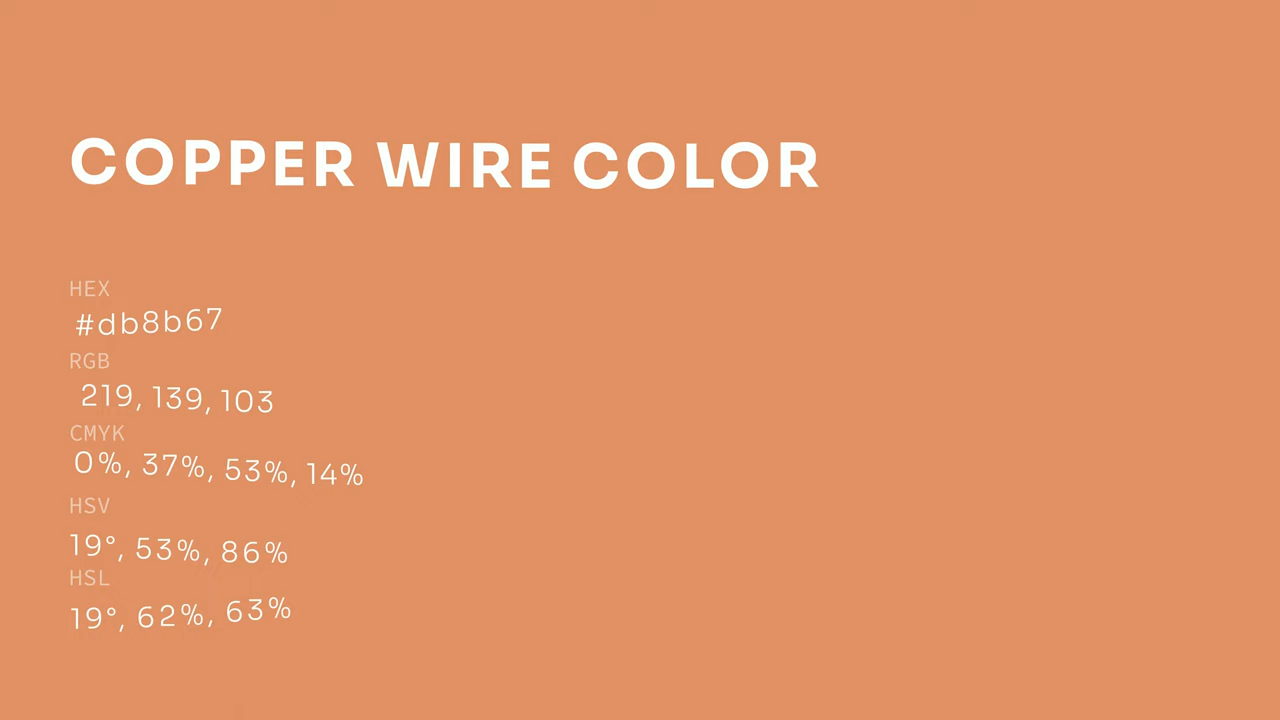 COPPER WIRE COLOR
HEX
#db8b67
RGB
219, 139, 103
CMYK
0%, 37%, 53%, 14%
HSV
19°, 53%, 86%
HSL
19°, 62%, 63%